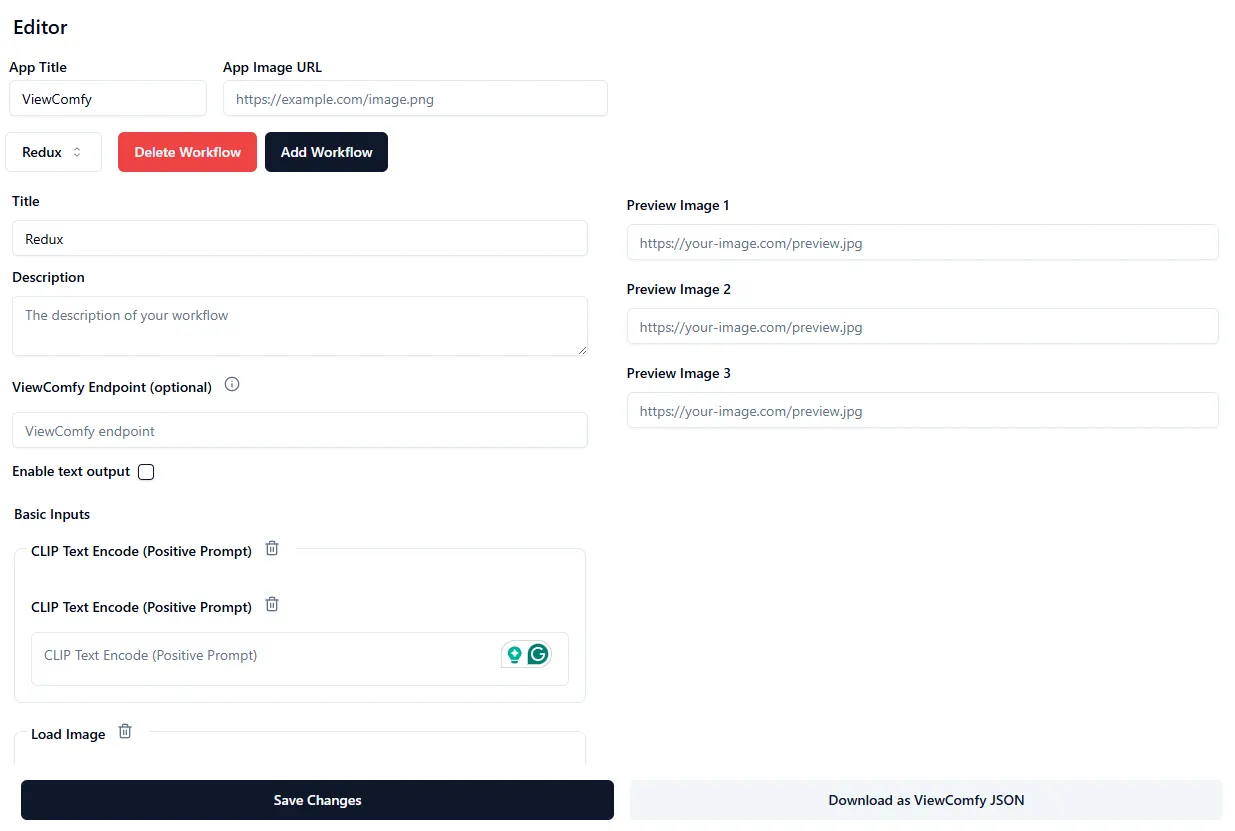 Editor
App Title
App Image URL
ViewComfy
https://example.com/image.png
Redux
Delete Workflow
Add Workflow
Title
Redux
Description
The description of your workflow
ViewComfy Endpoint (optional)
ViewComfy endpoint
Enable text output
Preview Image 1
https://your-image.com/preview.jpg
Preview Image 2
https://your-image.com/preview.jpg
Preview Image 3
https://your-image.com/preview.jpg
Basic Inputs
CLIP Text Encode (Positive Prompt)
CLIP Text Encode (Positive Prompt)
CLIP Text Encode (Positive Prompt)
Load Image
Save Changes
Download as ViewComfy JSON